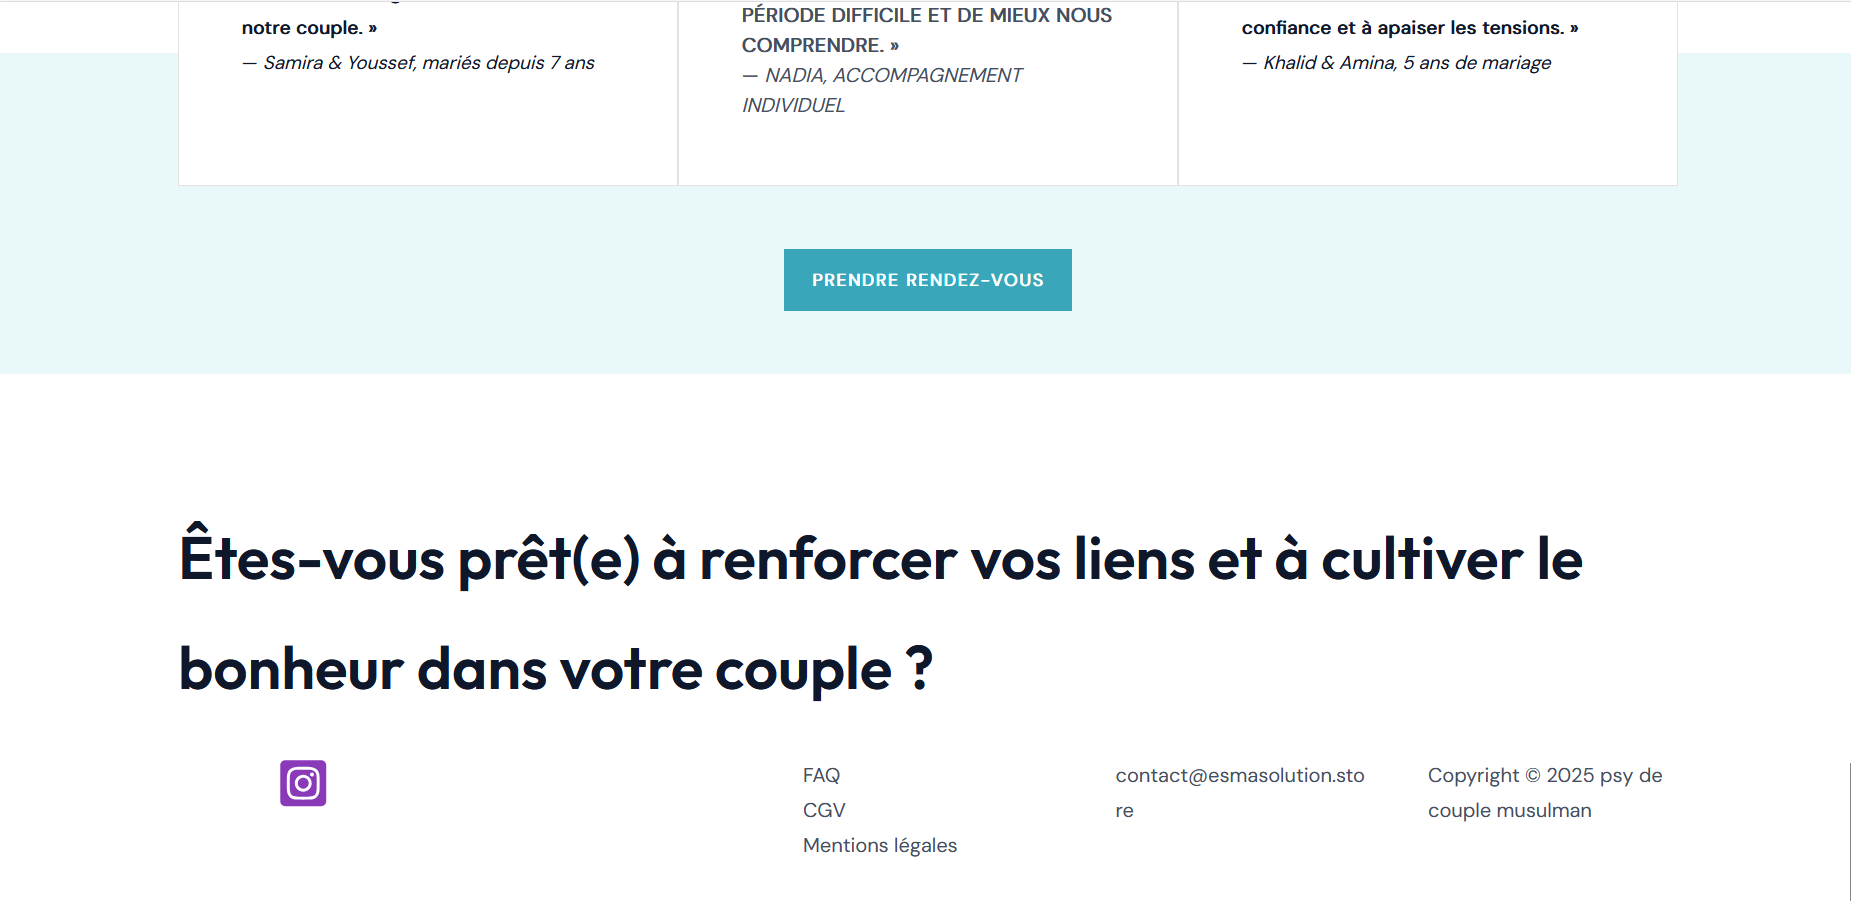 notre couple. »
— Samira & Youssef, mariés depuis 7 ans
PÉRIODE DIFFICILE ET DE MIEUX NOUS
COMPRENDRE. »
— NADIA, ACCOMPAGNEMENT
INDIVIDUEL
confiance et à apaiser les tensions. »
— Khalid & Amina, 5 ans de mariage
PRENDRE RENDEZ-VOUS
Êtes-vous prêt(e) à renforcer vos liens et à cultiver le
bonheur dans votre couple ?
FAQ
CGV
Mentions légales
contact@esmasolution.sto
re
Copyright © 2025 psy de
couple musulman